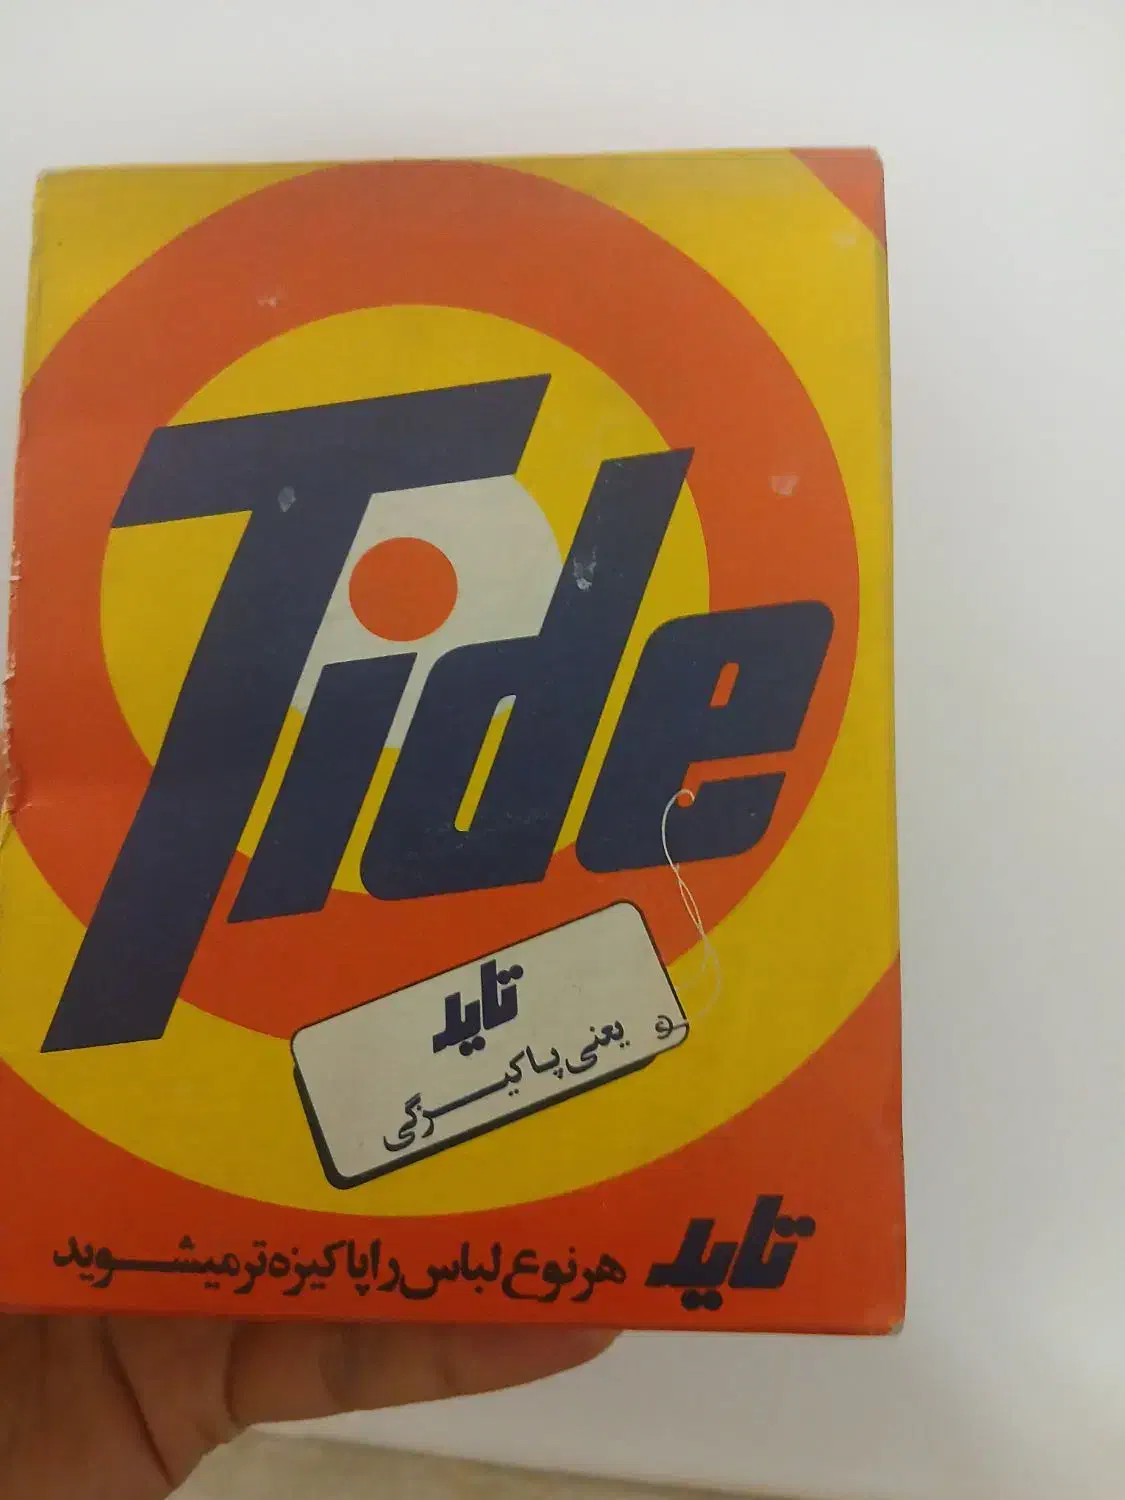 Tide
تاید
یعنی پاکیزگی
تاید هر نوع لباس را پاکیزه تر میشوید